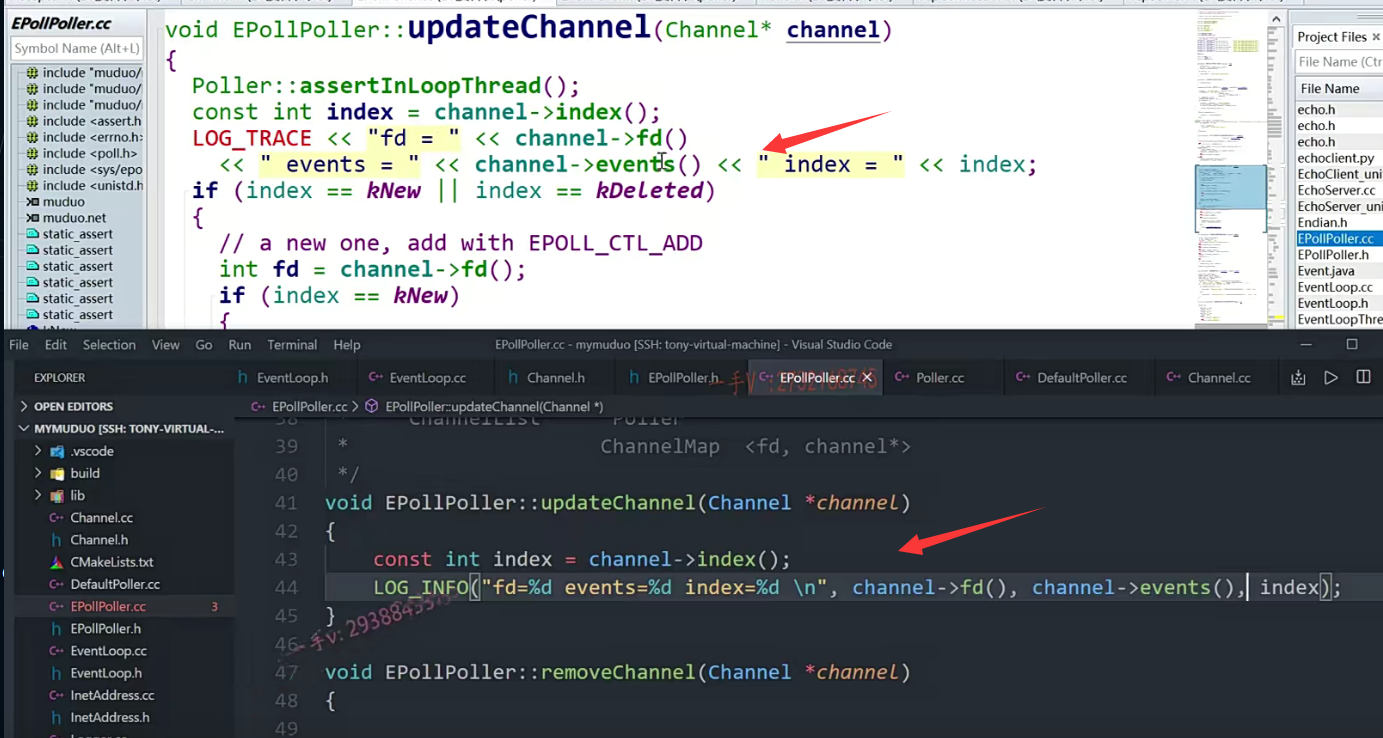 EPollPoller.cc
Symbol Name (Alt+L)
include "muduo/
include "muduo/
include "muduo/
include <assert.h
include <errno.h>
include <poll.h>
include <sys/epo
include <unistd.h
muduo
muduo.net
static_assert
static_assert
static_assert
static_assert
static_assert
static_assert
void EPollPoller::updateChannel(Channel* channel)
{
Poller::assertInLoopThread();
const int index = channel->index();
LOG_TRACE << "fd = " << channel->fd()
<< " events = " << channel->events() << " index = " << index;
if (index == kNew || index == kDeleted)
{
// a new one, add with EPOLL_CTL_ADD
int fd = channel->fd();
if (index == kNew)
{
Project Files ×
File Name (Ctr
File Name
echo.h
echo.h
echo.h
echoclient.py
EchoClient_uni
EchoServer.cc
EchoServer_uni
Endian.h
EPollPoller.cc
EPollPoller.h
Event.java
EventLoop.cc
EventLoop.h
EventLoopThre
File Edit Selection View Go Run Terminal Help
EPollPoller.cc - mymuduo [SSH: tony-virtual-machine] - Visual Studio Code
EXPLORER
h EventLoop.h
C++ EventLoop.cc
h Channel.h
h EPollPoller.h
C++ EPollPoller.cc ×
C++ Poller.cc
C++ DefaultPoller.cc
C++ Channel.cc
OPEN EDITORS
MYMUDUO [SSH: TONY-VIRTUAL-...
.vscode
build
lib
C++ Channel.cc
h Channel.h
CMakeLists.txt
C++ DefaultPoller.cc
C++ EPollPoller.cc 3
h EPollPoller.h
C++ EventLoop.cc
h EventLoop.h
C++ InetAddress.cc
h InetAddress.h
C++ EPollPoller.cc > EPollPoller::updateChannel(Channel *)
38 ChannelList Poller
39 * ChannelMap <fd, channel*>
40 */
41 void EPollPoller::updateChannel(Channel *channel)
42 {
43 const int index = channel->index();
44 LOG_INFO("fd=%d events=%d index=%d \n", channel->fd(), channel->events(), index);
45 }
46
47 void EPollPoller::removeChannel(Channel *channel)
48 {
49